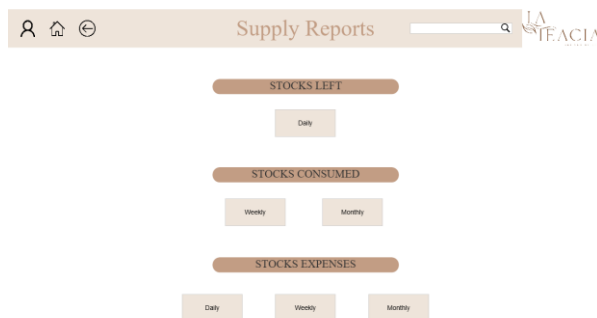 Supply Reports
STOCKS LEFT
Daily
STOCKS CONSUMED
Weekly Monthly
STOCKS EXPENSES
Daily Weekly Monthly